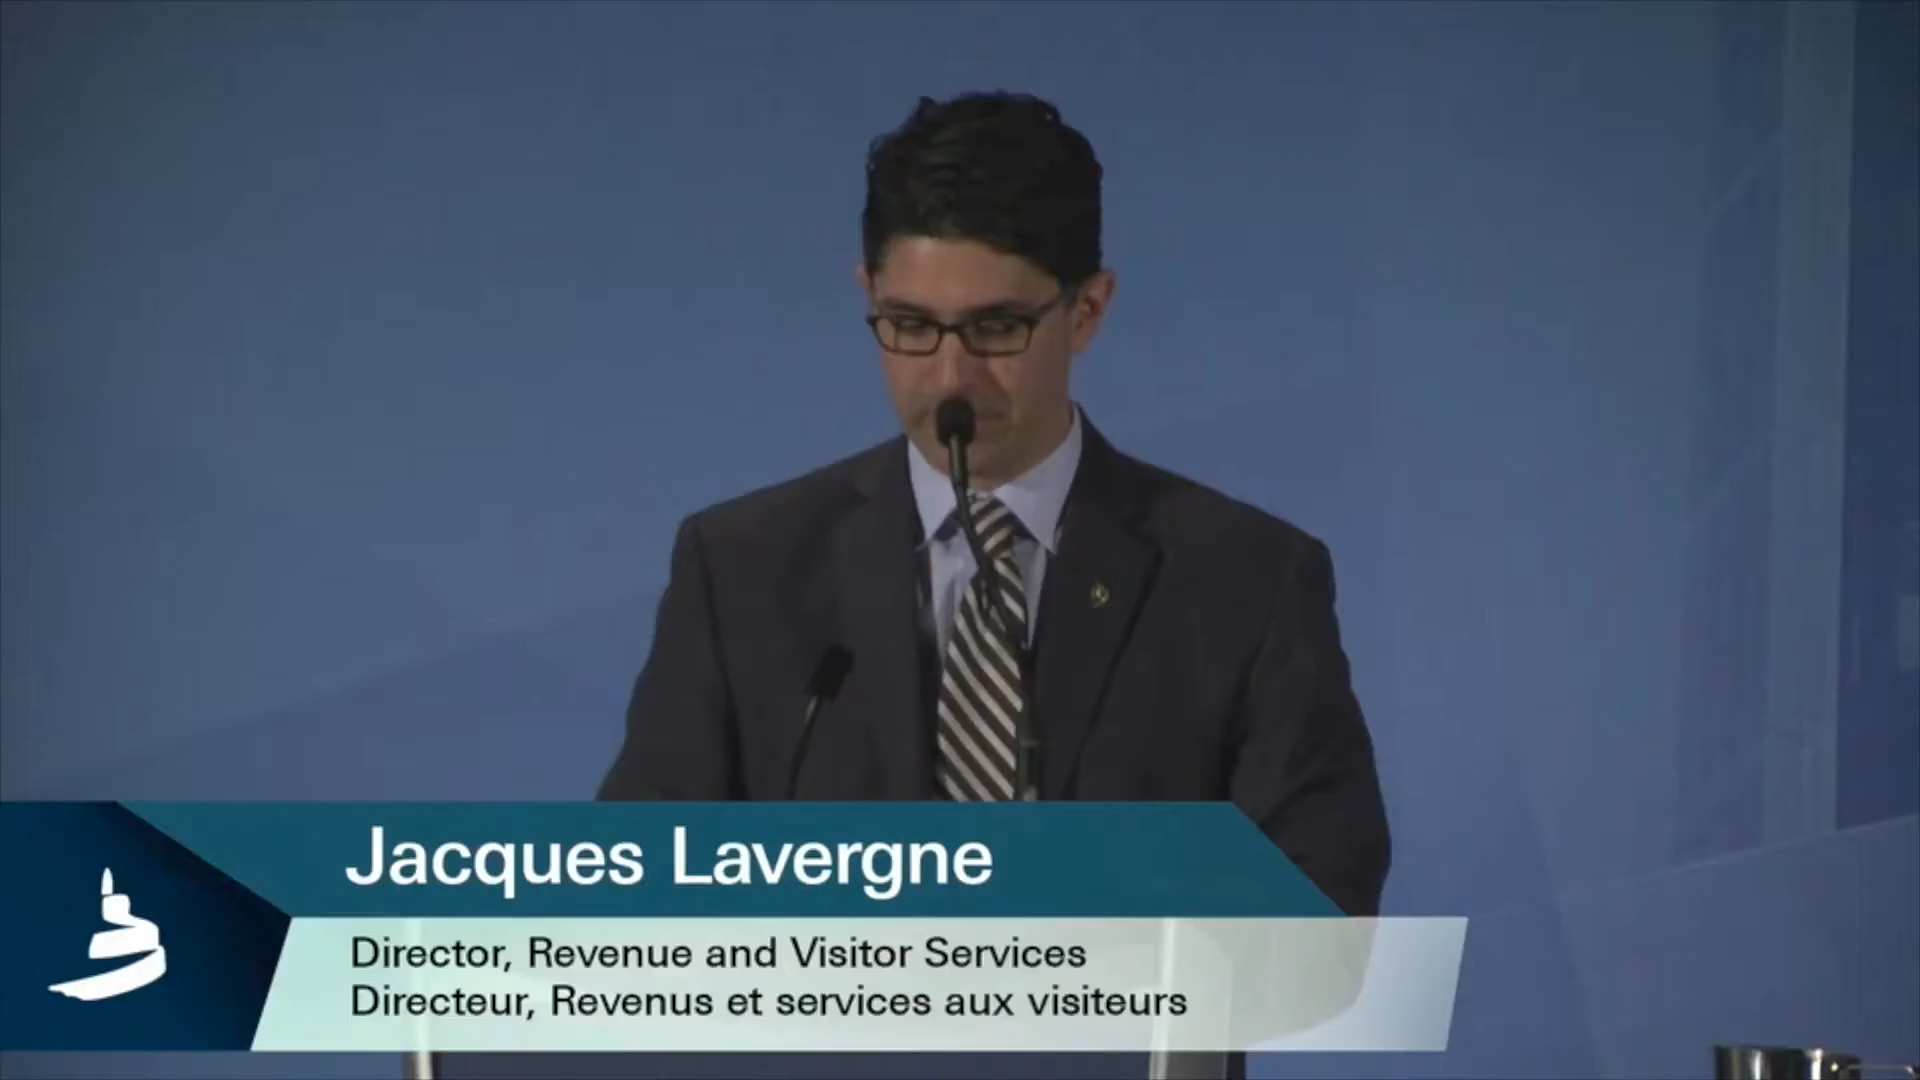 Jacques Lavergne
Director, Revenue and Visitor Services
Directeur, Revenus et services aux visiteurs